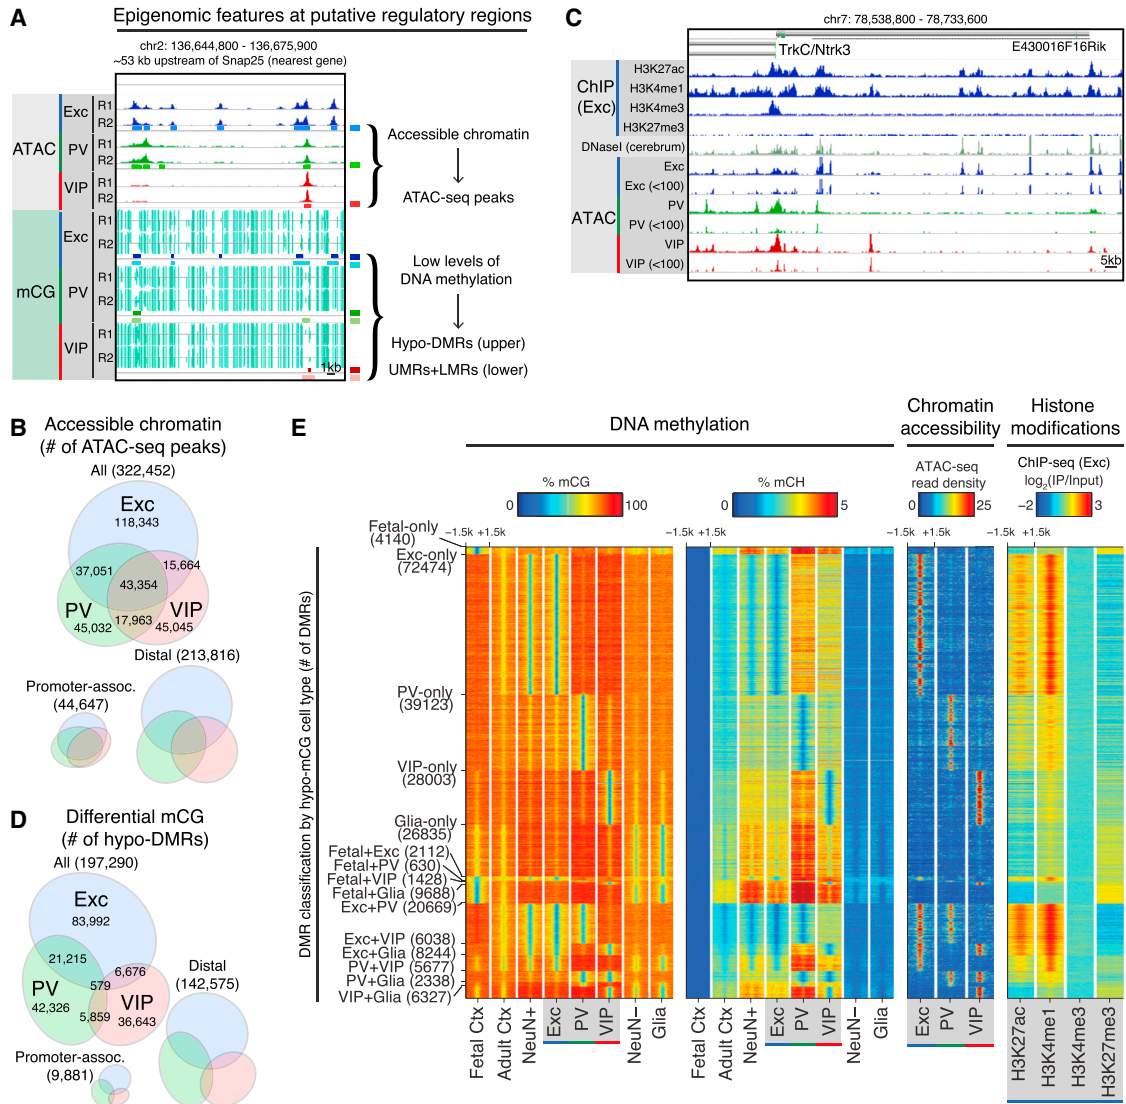 A
Epigenomic features at putative regulatory regions
chr2: 136,644,800 - 136,675,900
~53 kb upstream of Snap25 (nearest gene)
ATAC
Exc
R1
R2
PV
R1
R2
VIP
R1
R2
mCG
Exc
R1
R2
PV
R1
R2
VIP
R1
R2
1kb
Accessible chromatin
ATAC-seq peaks
Low levels of
DNA methylation
Hypo-DMRs (upper)
UMRs+LMRs (lower)
C
chr7: 78,538,800 - 78,733,600
TrkC/Ntrk3
E430016F16Rik
ChIP
(Exc)
H3K27ac
H3K4me1
H3K4me3
H3K27me3
DNaseI (cerebrum)
ATAC
Exc
Exc (<100)
PV
PV (<100)
VIP
VIP (<100)
5kb
B
Accessible chromatin
(# of ATAC-seq peaks)
All (322,452)
Exc
118,343
37,051
15,664
43,354
PV
45,032
17,963
VIP
45,045
Distal (213,816)
Promoter-assoc.
(44,647)
D
Differential mCG
(# of hypo-DMRs)
All (197,290)
Exc
83,992
21,215
6,676
579
PV
42,326
5,859
VIP
36,643
Distal
(142,575)
Promoter-assoc.
(9,881)
E
DNA methylation
Chromatin
accessibility
Histone
modifications
% mCG
0
100
% mCH
0
5
ATAC-seq
read density
0
25
ChIP-seq (Exc)
log2(IP/Input)
−2
3
−1.5k +1.5k
−1.5k +1.5k
−1.5k +1.5k
−1.5k +1.5k
DMR classification by hypo-mCG cell type (# of DMRs)
Fetal-only
(4140)
Exc-only
(72474)
PV-only
(39123)
VIP-only
(28003)
Glia-only
(26835)
Fetal+Exc (2112)
Fetal+PV (630)
Fetal+VIP (1428)
Fetal+Glia (9688)
Exc+PV (20669)
Exc+VIP (6038)
Exc+Glia (8244)
PV+VIP (5677)
PV+Glia (2338)
VIP+Glia (6327)
Fetal Ctx
Adult Ctx
NeuN+
Exc
PV
VIP
NeuN−
Glia
Fetal Ctx
Adult Ctx
NeuN+
Exc
PV
VIP
NeuN−
Glia
Exc
PV
VIP
H3K27ac
H3K4me1
H3K4me3
H3K27me3